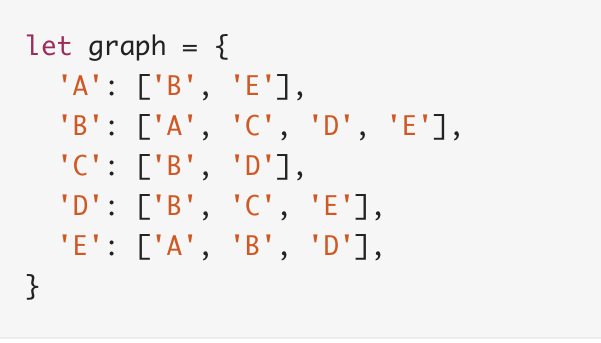 let graph = {
  'A': ['B', 'E'],
  'B': ['A', 'C', 'D', 'E'],
  'C': ['B', 'D'],
  'D': ['B', 'C', 'E'],
  'E': ['A', 'B', 'D'],
}